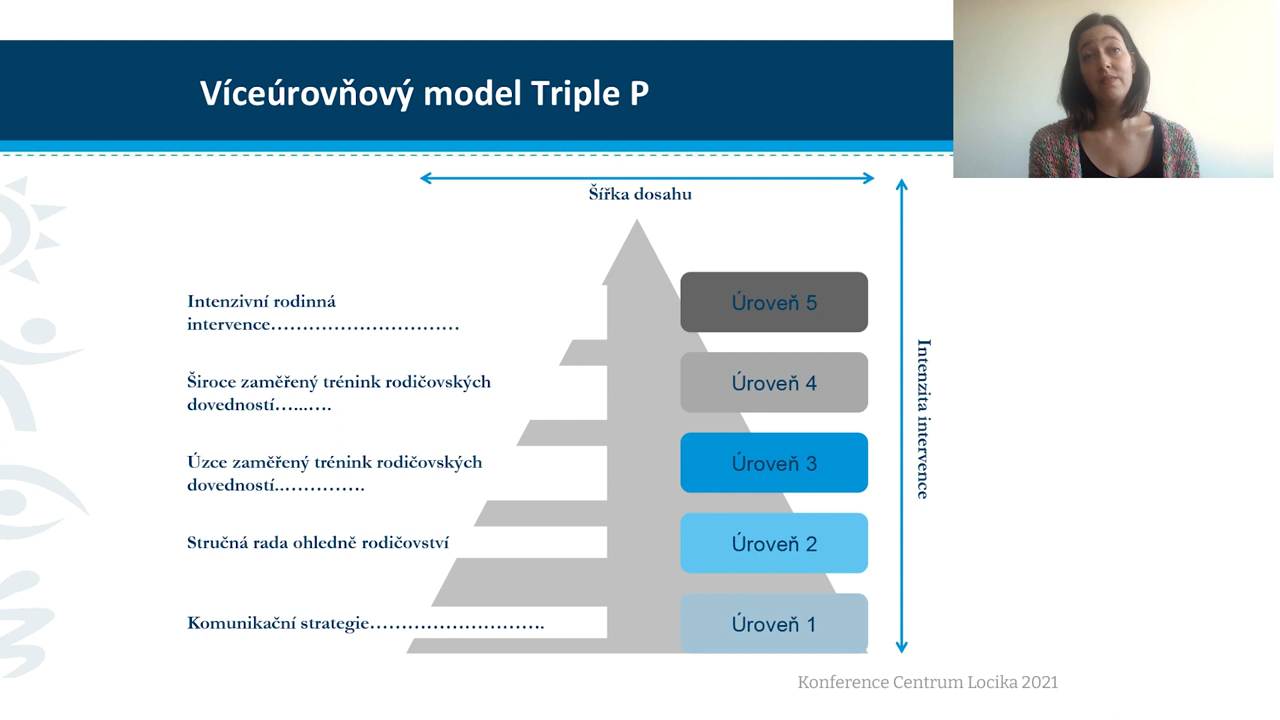 Víceúrovňový model Triple P
Šířka dosahu
Intenzivní rodinná
intervence…………………………
Úroveň 5
Široce zaměřený trénink rodičovských
dovedností…...….
Úroveň 4
Úzce zaměřený trénink rodičovských
dovedností..………….
Úroveň 3
Stručná rada ohledně rodičovství
Úroveň 2
Komunikační strategie……………………….
Úroveň 1
Intenzita intervence
Konference Centrum Locika 2021